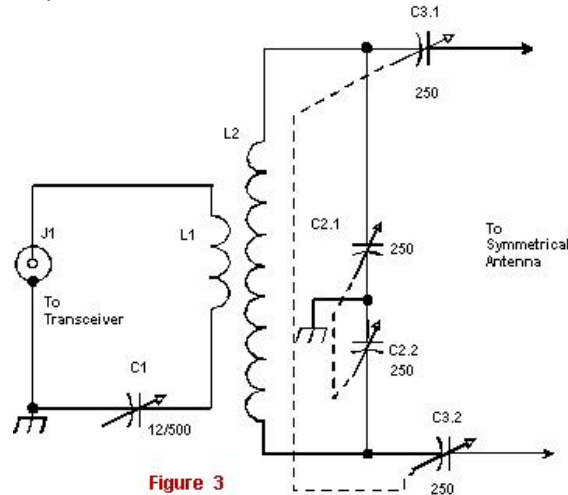 C3.1
250
L2
J1
L1
C2.1
250
To
Symmetrical
Antenna
To
Transceiver
C1
12/500
C2.2
250
C3.2
250
Figure 3